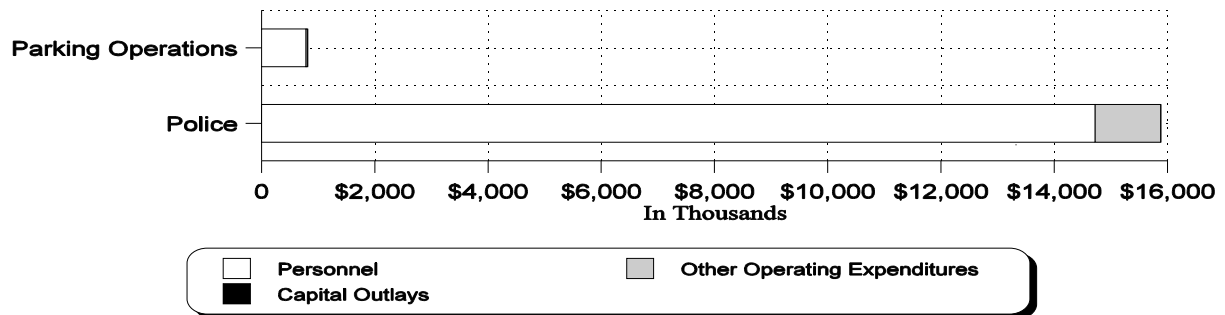 Parking Operations
Police
0 $2,000 $4,000 $6,000 $8,000 $10,000 $12,000 $14,000 $16,000
In Thousands
Personnel Other Operating Expenditures
Capital Outlays